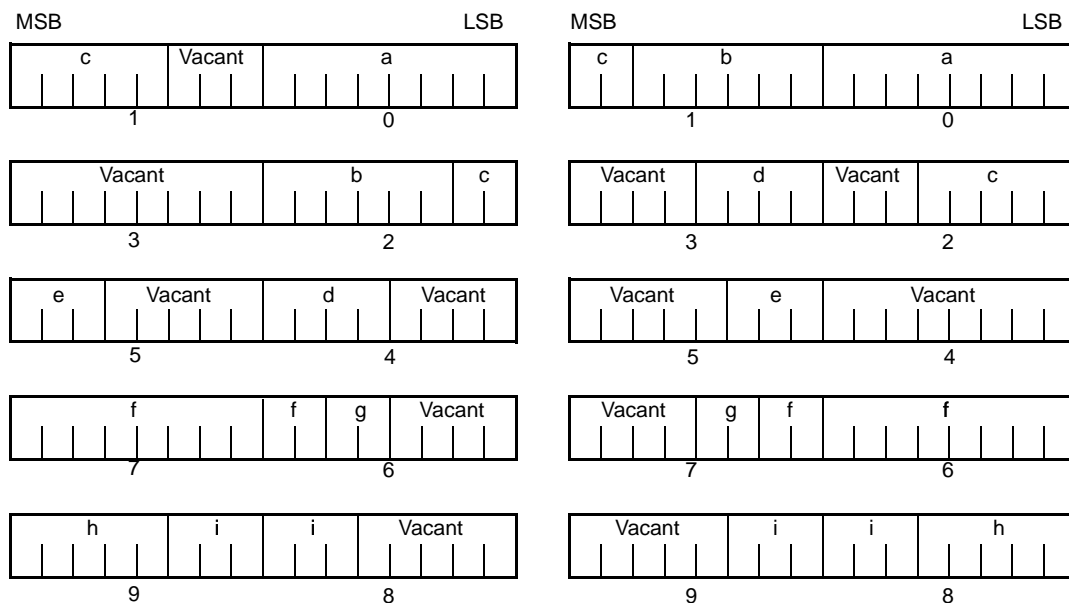 MSB LSB MSB LSB
c Vacant a c b a
1 0 1 0
Vacant b c Vacant d Vacant c
3 2 3 2
e Vacant d Vacant Vacant e Vacant
5 4 5 4
f f g Vacant Vacant g f f
7 6 7 6
h i i Vacant Vacant i i h
9 8 9 8